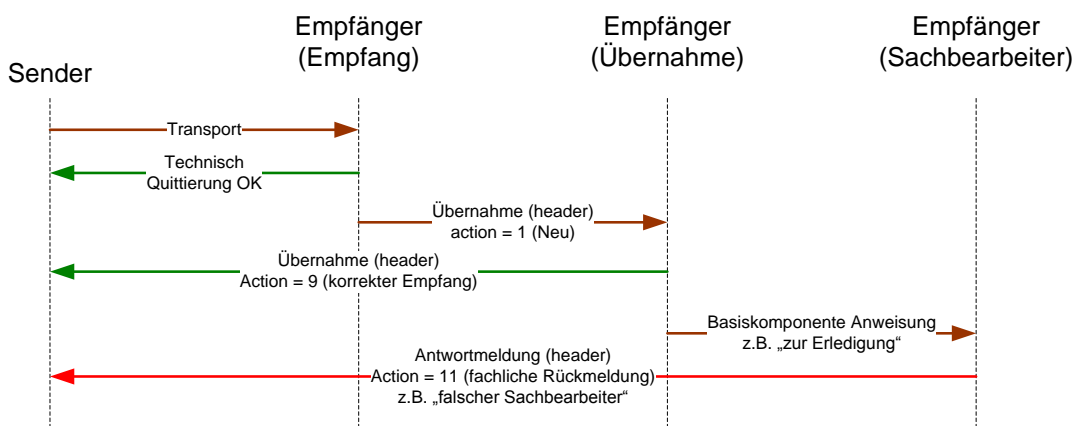 Sender
Empfänger
(Empfang)
Empfänger
(Übernahme)
Empfänger
(Sachbearbeiter)
Transport
Technisch
Quittierung OK
Übernahme (header)
action = 1 (Neu)
Übernahme (header)
Action = 9 (korrekter Empfang)
Basiskomponente Anweisung
z.B. „zur Erledigung“
Antwortmeldung (header)
Action = 11 (fachliche Rückmeldung)
z.B. „falscher Sachbearbeiter“